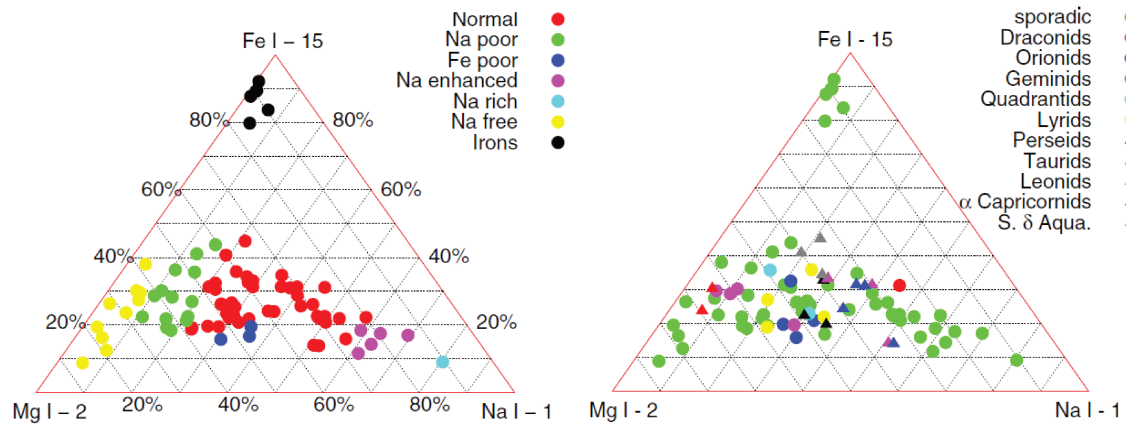 Normal
Na poor
Fe poor
Na enhanced
Na rich
Na free
Irons
Fe I – 15
80% 80%
60% 60%
40% 40%
20% 20%
Mg I – 2 20% 40% 60% 80% Na I – 1
sporadic
Draconids
Orionids
Geminids
Quadrantids
Lyrids
Perseids
Taurids
Leonids
α Capricornids
S. δ Aqua.
Fe I - 15
Mg I - 2 Na I - 1